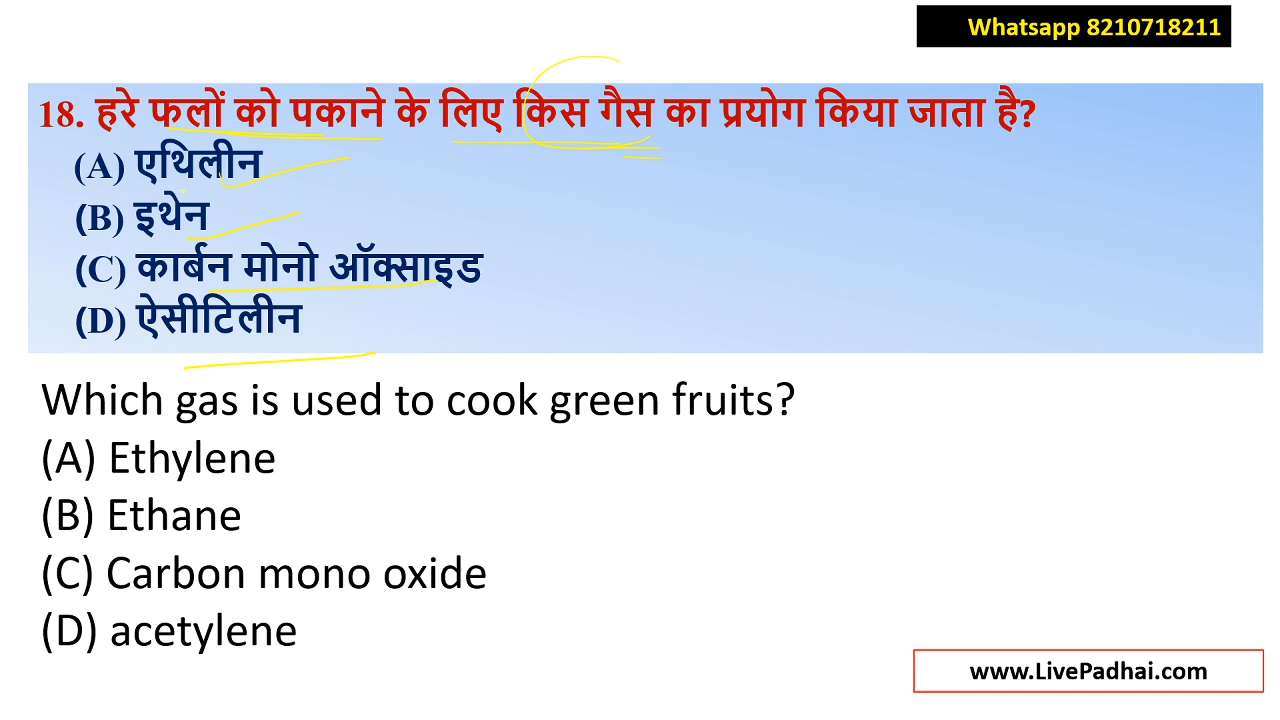 Whatsapp 8210718211
18. हरे फलों को पकाने के लिए किस गैस का प्रयोग किया जाता है?
(A) एथिलीन
(B) इथेन
(C) कार्बन मोनो ऑक्साइड
(D) ऐसीटिलीन
Which gas is used to cook green fruits?
(A) Ethylene
(B) Ethane
(C) Carbon mono oxide
(D) acetylene
www.LivePadhai.com